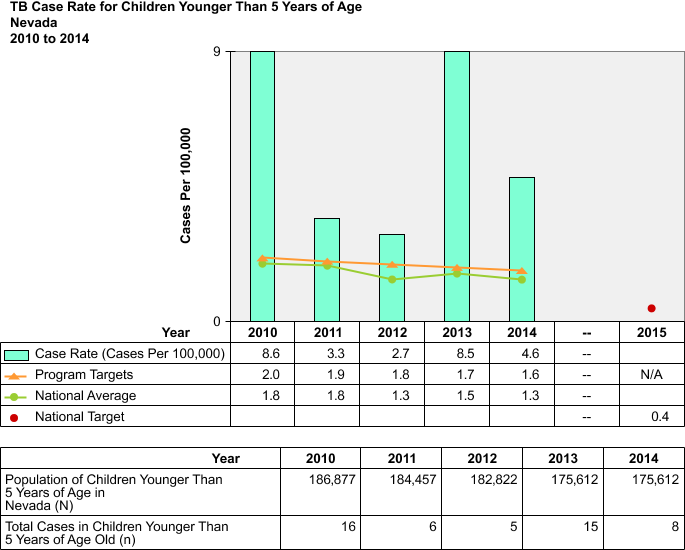 TB Case Rate for Children Younger Than 5 Years of Age
Nevada
2010 to 2014
9
Cases Per 100,000
0
Year 2010 2011 2012 2013 2014 -- 2015
Case Rate (Cases Per 100,000) 8.6 3.3 2.7 8.5 4.6 --
Program Targets 2.0 1.9 1.8 1.7 1.6 -- N/A
National Average 1.8 1.8 1.3 1.5 1.3 --
National Target -- 0.4
Year 2010 2011 2012 2013 2014
Population of Children Younger Than 186,877 184,457 182,822 175,612 175,612
5 Years of Age in
Nevada (N)
Total Cases in Children Younger Than 16 6 5 15 8
5 Years of Age Old (n)